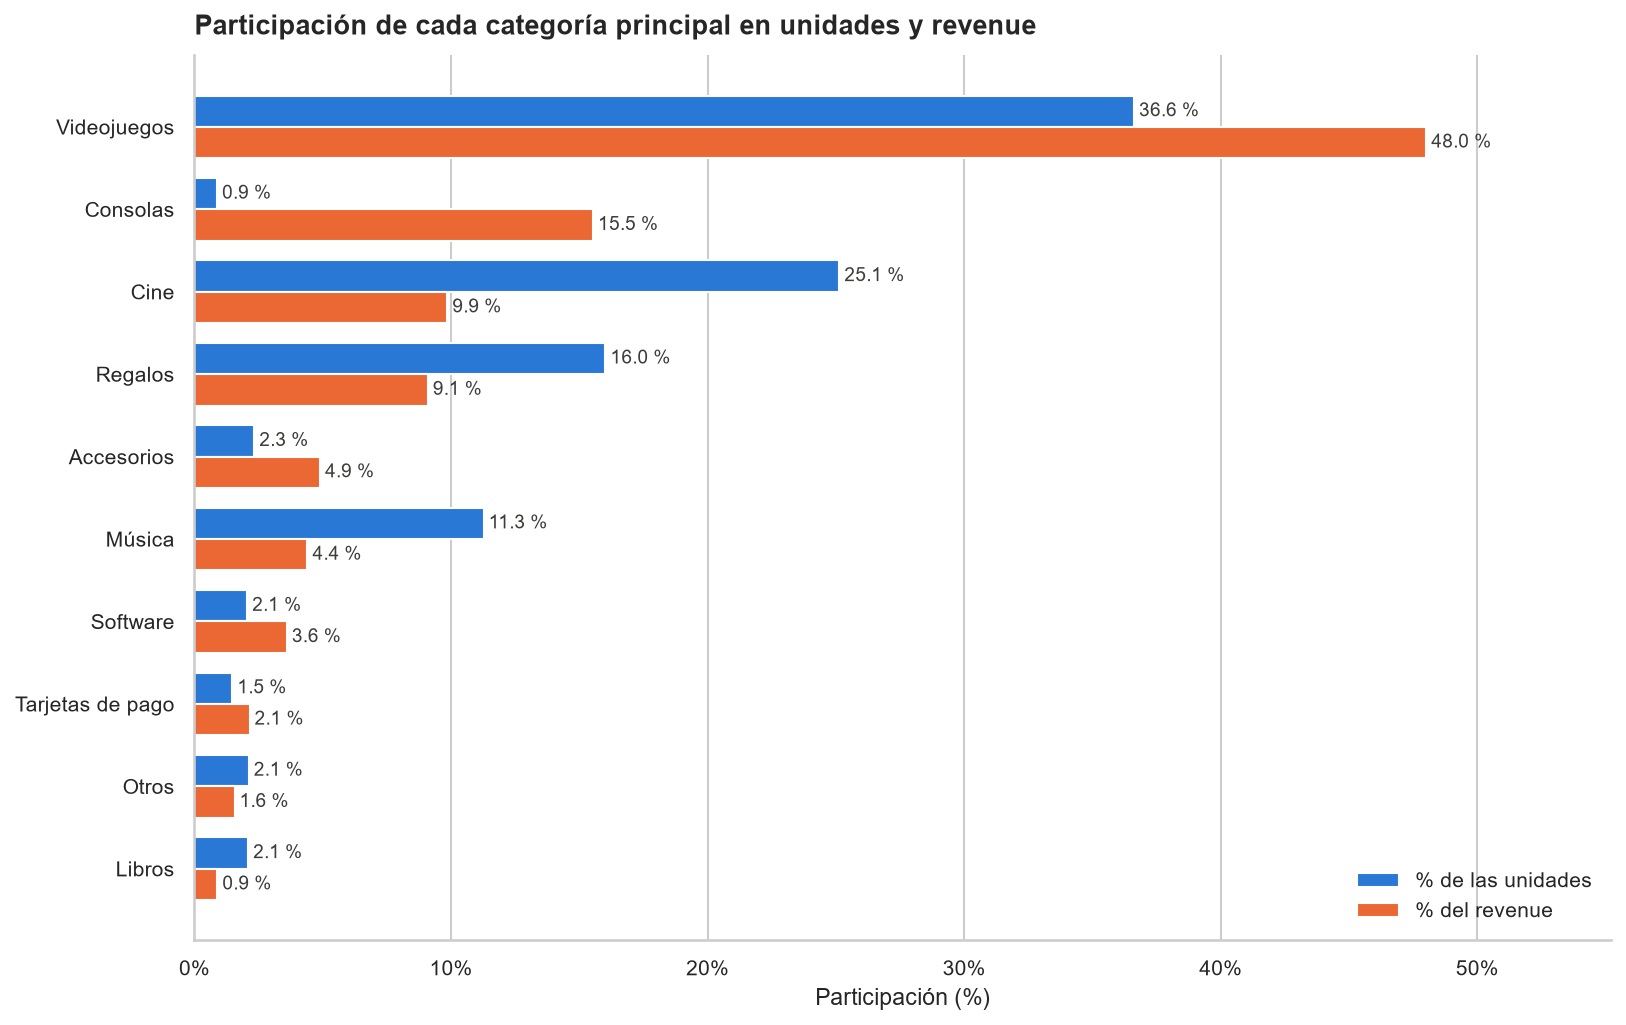 Participación de cada categoría principal en unidades y revenue
Videojuegos
36.6 %
48.0 %
Consolas
0.9 %
15.5 %
Cine
25.1 %
9.9 %
Regalos
16.0 %
9.1 %
Accesorios
2.3 %
4.9 %
Música
11.3 %
4.4 %
Software
2.1 %
3.6 %
Tarjetas de pago
1.5 %
2.1 %
Otros
2.1 %
1.6 %
Libros
2.1 %
0.9 %
% de las unidades
% del revenue
0% 10% 20% 30% 40% 50%
Participación (%)